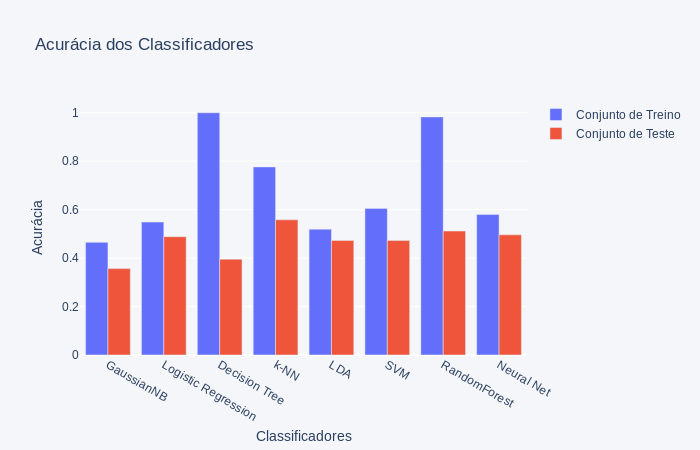 Acurácia dos Classificadores
Conjunto de Treino
Conjunto de Teste
Acurácia
1
0.8
0.6
0.4
0.2
0
GaussianNB
Logistic Regression
Decision Tree
k-NN
LDA
SVM
RandomForest
Neural Net
Classificadores